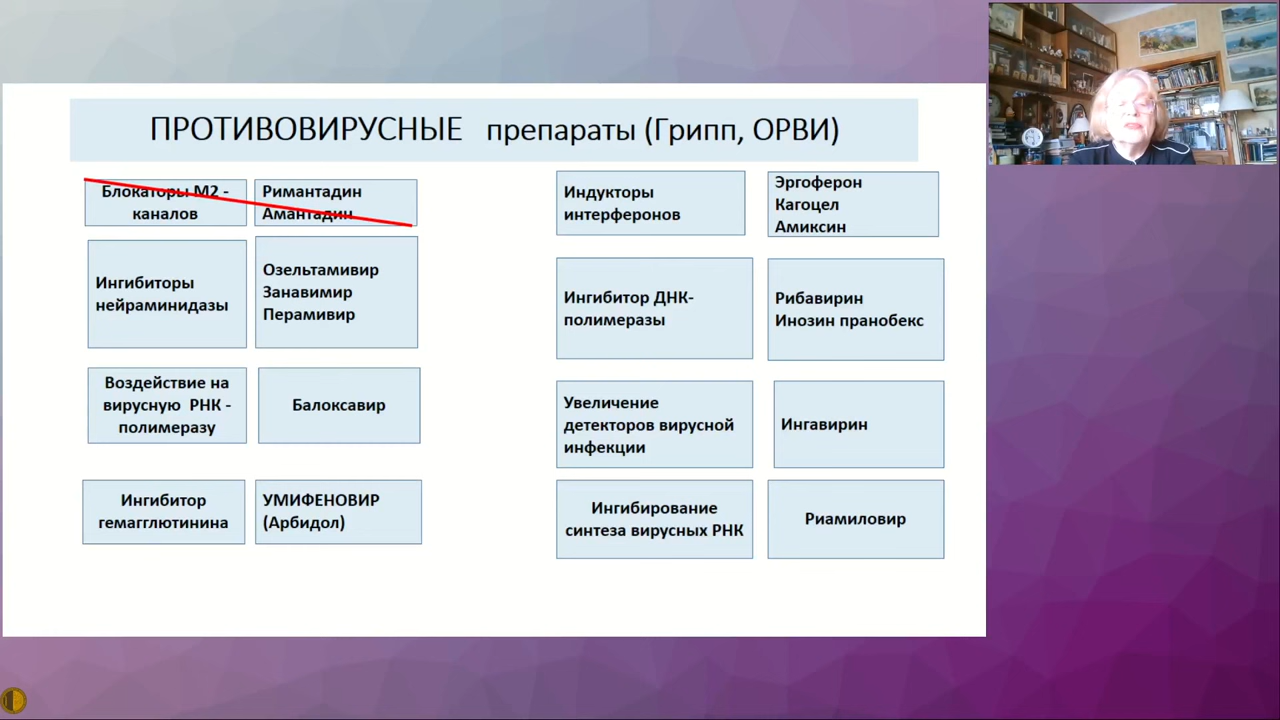 ПРОТИВОВИРУСНЫЕ препараты (Грипп, ОРВИ)
Блокаторы М2 -
каналов
Римантадин
Амантадин
Ингибиторы
нейраминидазы
Озельтамивир
Занавимир
Перамивир
Воздействие на
вирусную РНК -
полимеразу
Балоксавир
Ингибитор
гемагглютинина
УМИФЕНОВИР
(Арбидол)
Индукторы
интерферонов
Эргоферон
Кагоцел
Амиксин
Ингибитор ДНК-
полимеразы
Рибавирин
Инозин пранобекс
Увеличение
детекторов вирусной
инфекции
Ингавирин
Ингибирование
синтеза вирусных РНК
Риамиловир